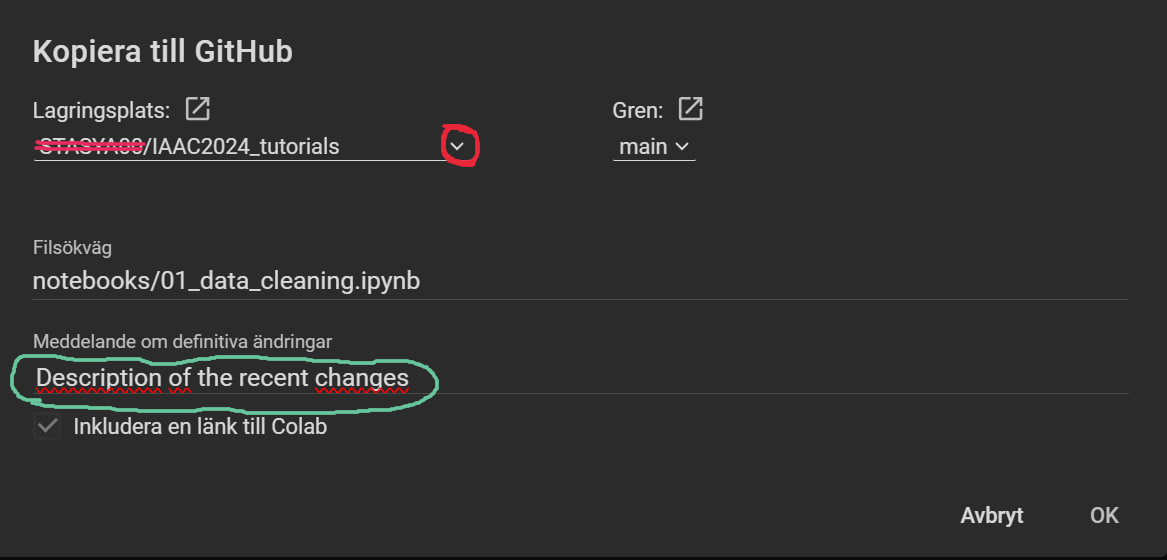 Kopiera till GitHub
Lagringsplats: Gren:
/IAAC2024_tutorials main
Filsökväg
notebooks/01_data_cleaning.ipynb
Meddelande om definitiva ändringar
Description of the recent changes
Inkludera en länk till Colab
Avbryt OK